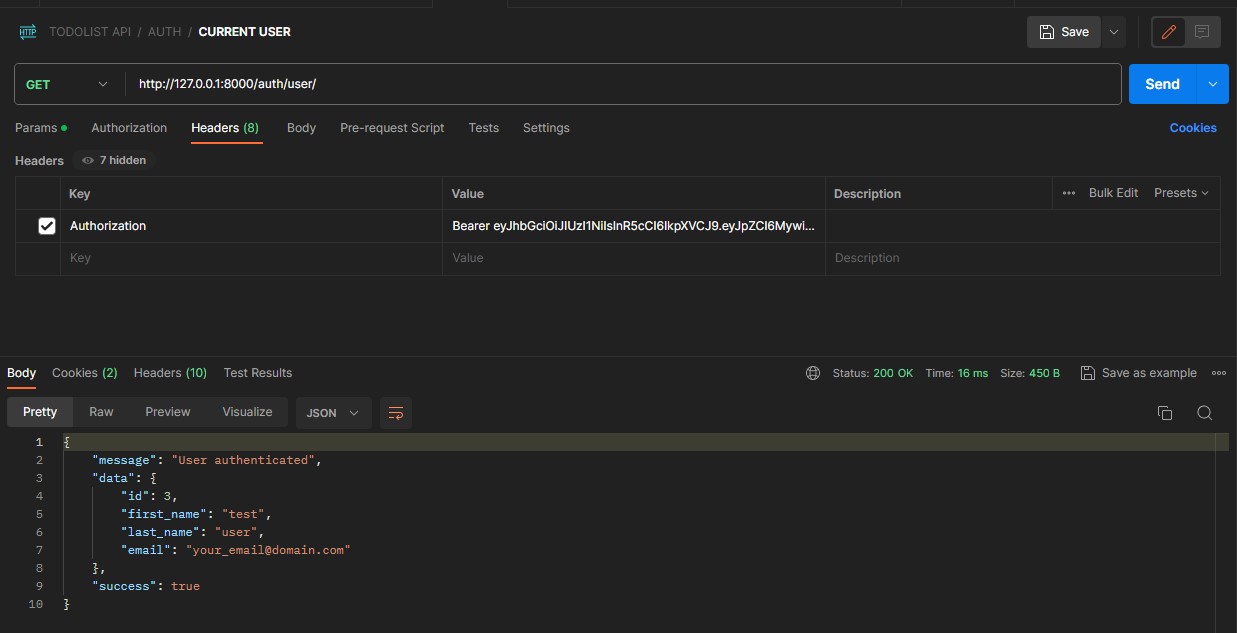 HTTP TODOLIST API / AUTH / CURRENT USER Save
GET http://127.0.0.1:8000/auth/user/ Send
Params Authorization Headers (8) Body Pre-request Script Tests Settings Cookies
Headers 7 hidden
Key Value Description ••• Bulk Edit Presets
Authorization Bearer eyJhbGciOiJIUzI1NiIsInR5cCI6IkpXVCJ9.eyJpZCI6Mywi...
Key Value Description
Body Cookies (2) Headers (10) Test Results Status: 200 OK Time: 16 ms Size: 450 B Save as example •••
Pretty Raw Preview Visualize JSON
1 {
2 "message": "User authenticated",
3 "data": {
4 "id": 3,
5 "first_name": "test",
6 "last_name": "user",
7 "email": "your_email@domain.com"
8 },
9 "success": true
10 }